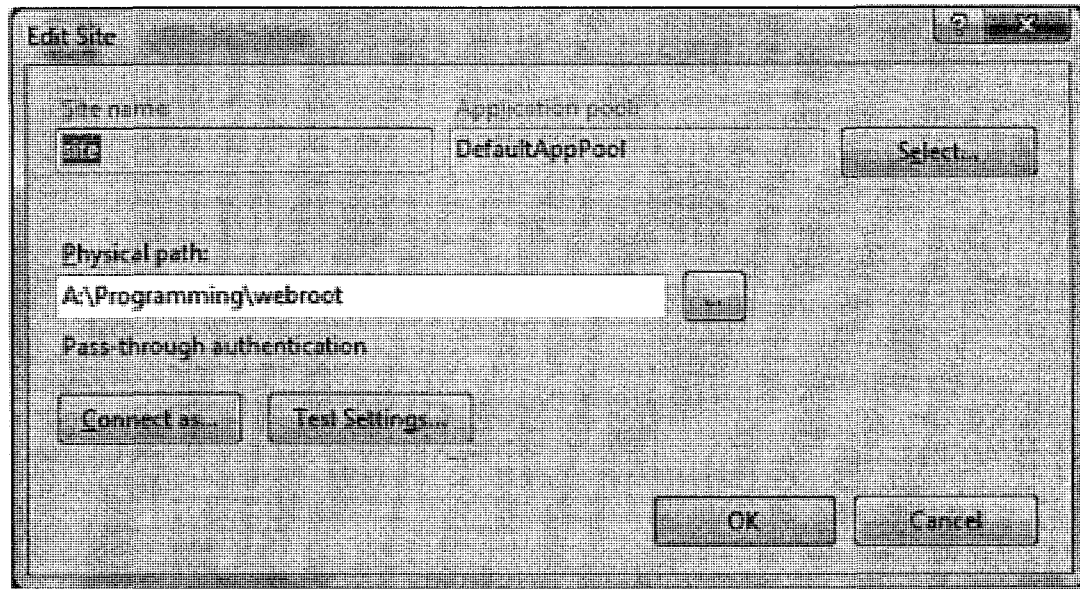 Edit Site
Site name: Application pool:
DefaultAppPool Select...
Physical path:
A:\Programming\webroot ...
Pass-through authentication
Connect as... Test Settings...
OK Cancel